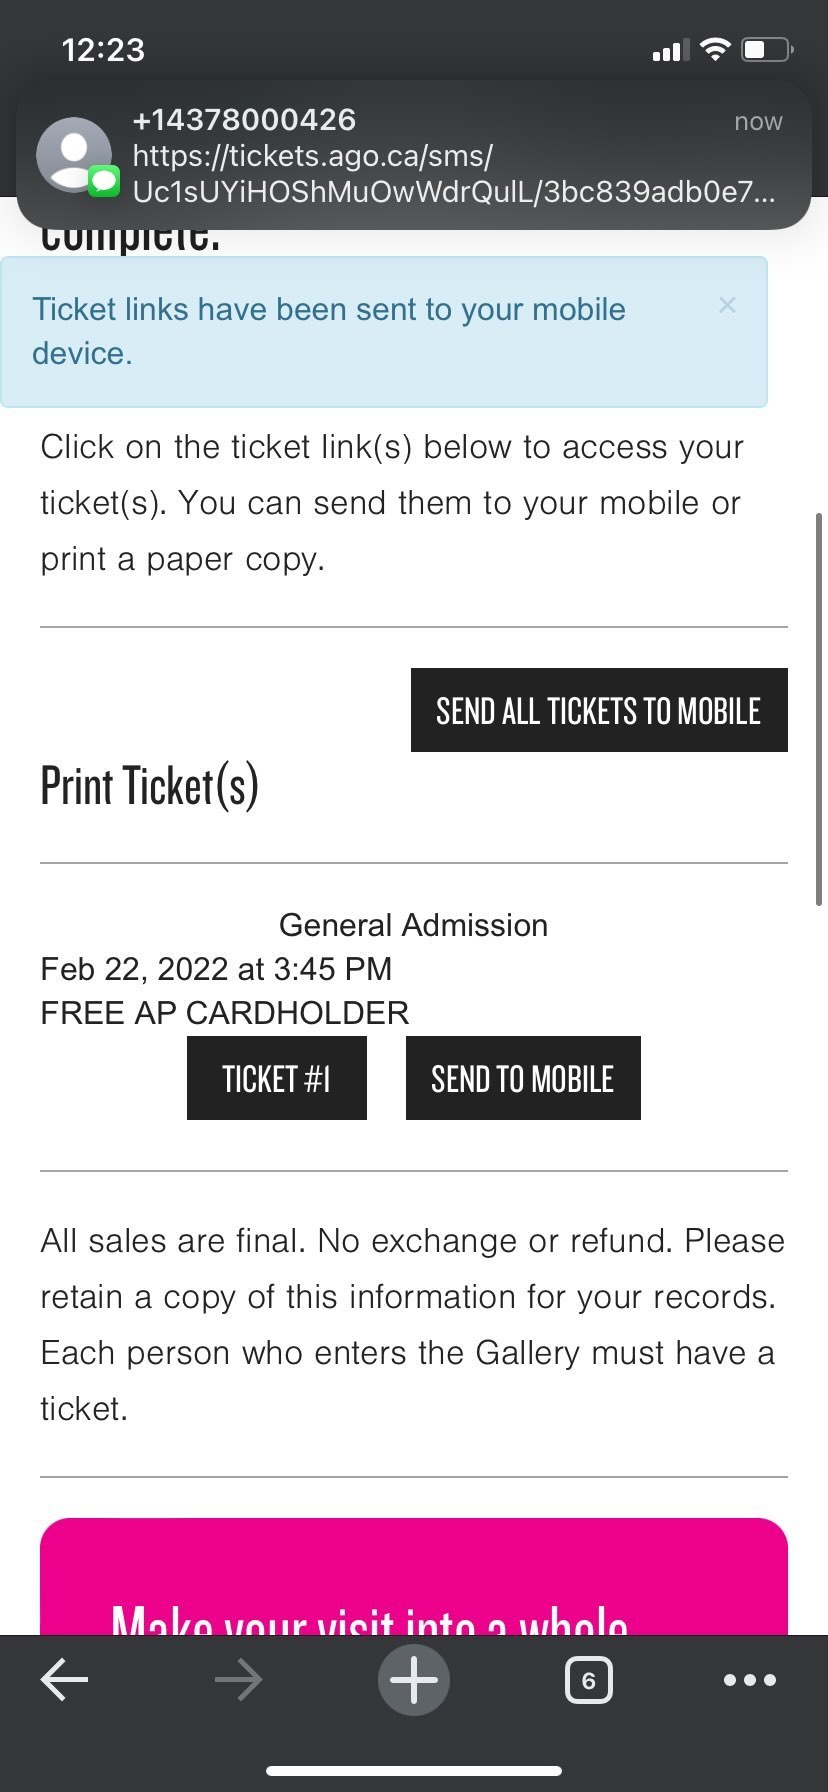 12:23
+14378000426
now
https://tickets.ago.ca/sms/
Uc1sUYiHOShMuOwWdrQulL/3bc839adb0e7...
complete.
Ticket links have been sent to your mobile
device.
×
Click on the ticket link(s) below to access your
ticket(s). You can send them to your mobile or
print a paper copy.
SEND ALL TICKETS TO MOBILE
Print Ticket(s)
General Admission
Feb 22, 2022 at 3:45 PM
FREE AP CARDHOLDER
TICKET #1
SEND TO MOBILE
All sales are final. No exchange or refund. Please
retain a copy of this information for your records.
Each person who enters the Gallery must have a
ticket.
Make your visit into a whole
6